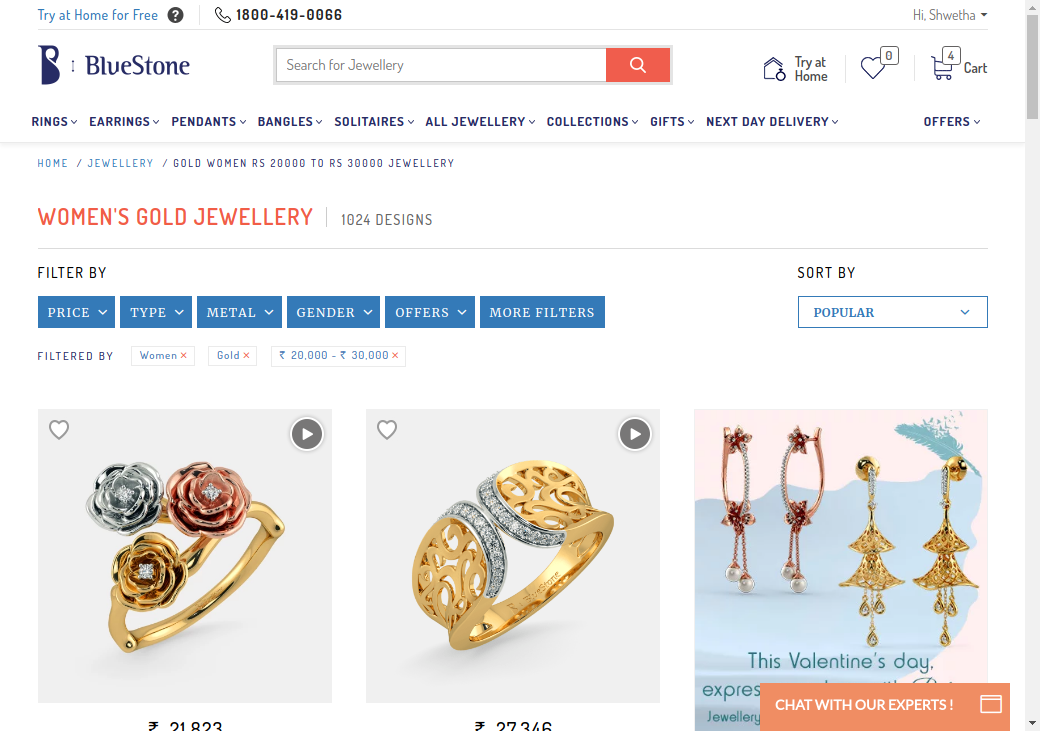 Try at Home for Free ? 1800-419-0066 Hi, Shwetha
BlueStone
Search for Jewellery
Try at Home
0
4
Cart
RINGS EARRINGS PENDANTS BANGLES SOLITAIRES ALL JEWELLERY COLLECTIONS GIFTS NEXT DAY DELIVERY OFFERS
HOME / JEWELLERY / GOLD WOMEN RS 20000 TO RS 30000 JEWELLERY
WOMEN'S GOLD JEWELLERY 1024 DESIGNS
FILTER BY SORT BY
PRICE TYPE METAL GENDER OFFERS MORE FILTERS POPULAR
FILTERED BY Women × Gold × ₹ 20,000 - ₹ 30,000 ×
BlueStone
This Valentine's day,
expres
Jewellery
CHAT WITH OUR EXPERTS !
₹ 21,823 ₹ 27,346